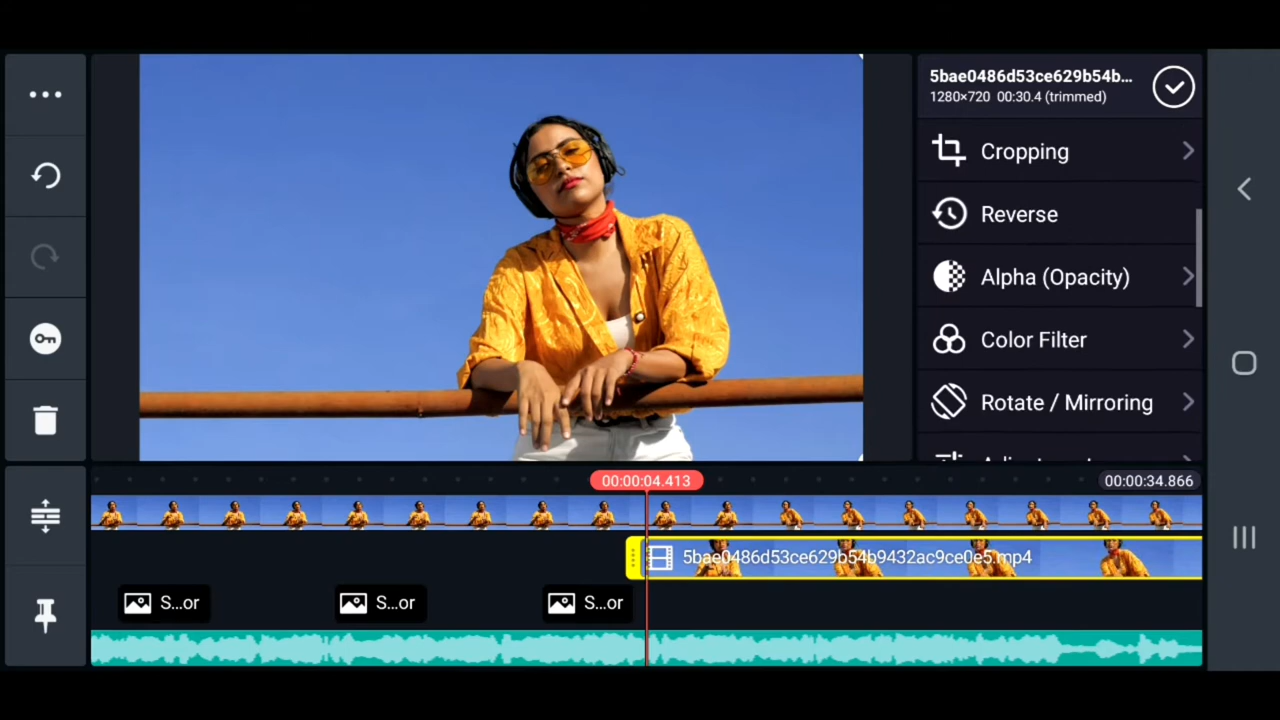 5bae0486d53ce629b54b...
1280×720 00:30.4 (trimmed)
Cropping
Reverse
Alpha (Opacity)
Color Filter
Rotate / Mirroring
00:00:04.413
00:00:34.866
5bae0486d53ce629b54b9432ac9ce0e5.mp4
S...or
S...or
S...or